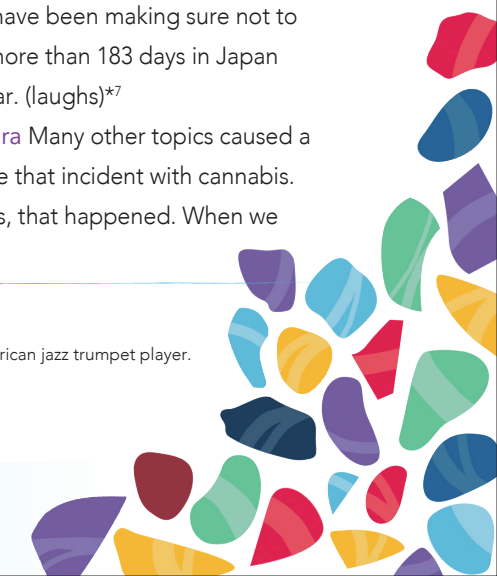 have been making sure not to
more than 183 days in Japan
ar. (laughs)*7
ra Many other topics caused a
e that incident with cannabis.
s, that happened. When we
rican jazz trumpet player.